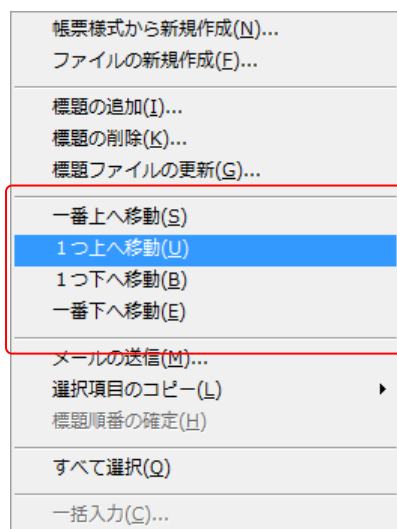 帳票様式から新規作成(N)...
ファイルの新規作成(F)...
標題の追加(I)...
標題の削除(K)...
標題ファイルの更新(G)...
一番上へ移動(S)
１つ上へ移動(U)
１つ下へ移動(B)
一番下へ移動(E)
メールの送信(M)...
選択項目のコピー(L)
標題順番の確定(H)
すべて選択(Q)
一括入力(C)...